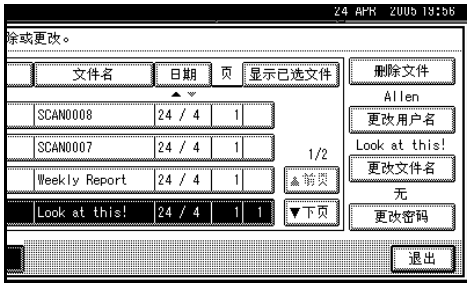 24 APR 2005 19:56
除或更改。
文件名 日期 页 显示已选文件 删除文件
▲ ▼
Allen
SCAN0008 24 / 4 1 更改用户名
SCAN0007 24 / 4 1 1/2 Look at this!
更改文件名
Weekly Report 24 / 4 1 ▲前页 无
Look at this! 24 / 4 1 1 ▼下页 更改密码
退出